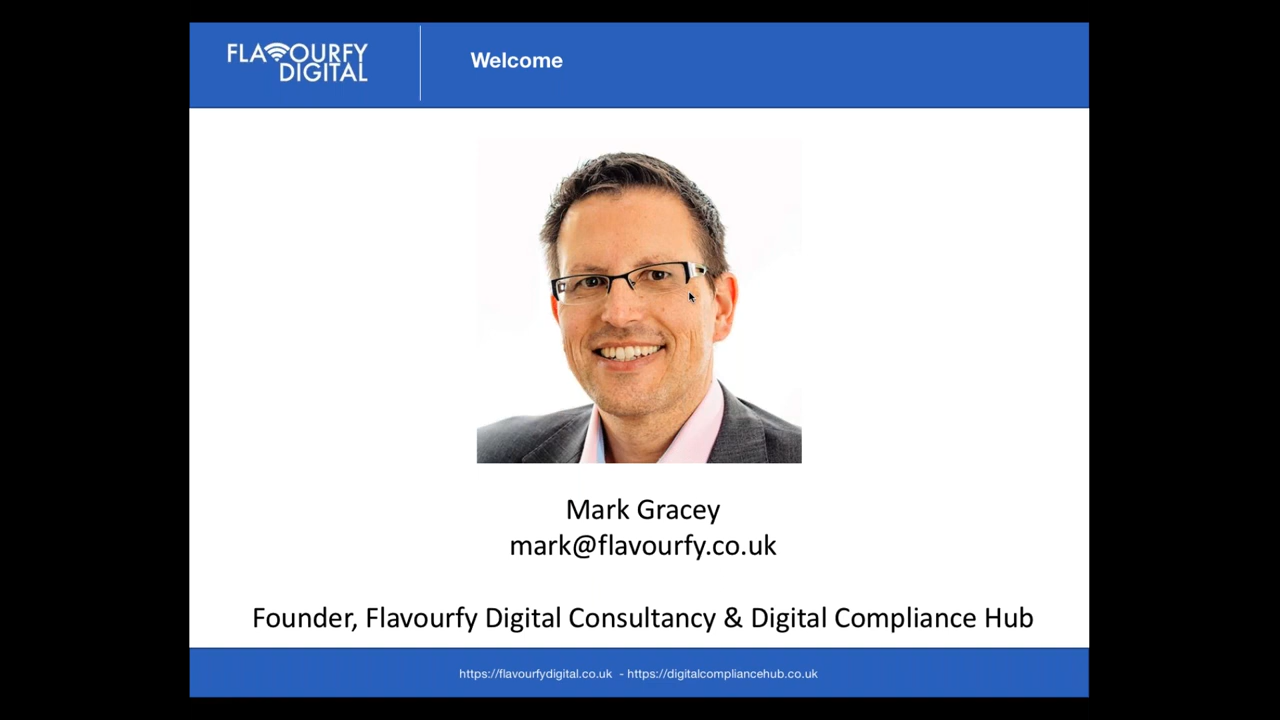 FLAVOURFY
DIGITAL
Welcome
Mark Gracey
mark@flavourfy.co.uk
Founder, Flavourfy Digital Consultancy & Digital Compliance Hub
https://flavourfydigital.co.uk - https://digitalcompliancehub.co.uk